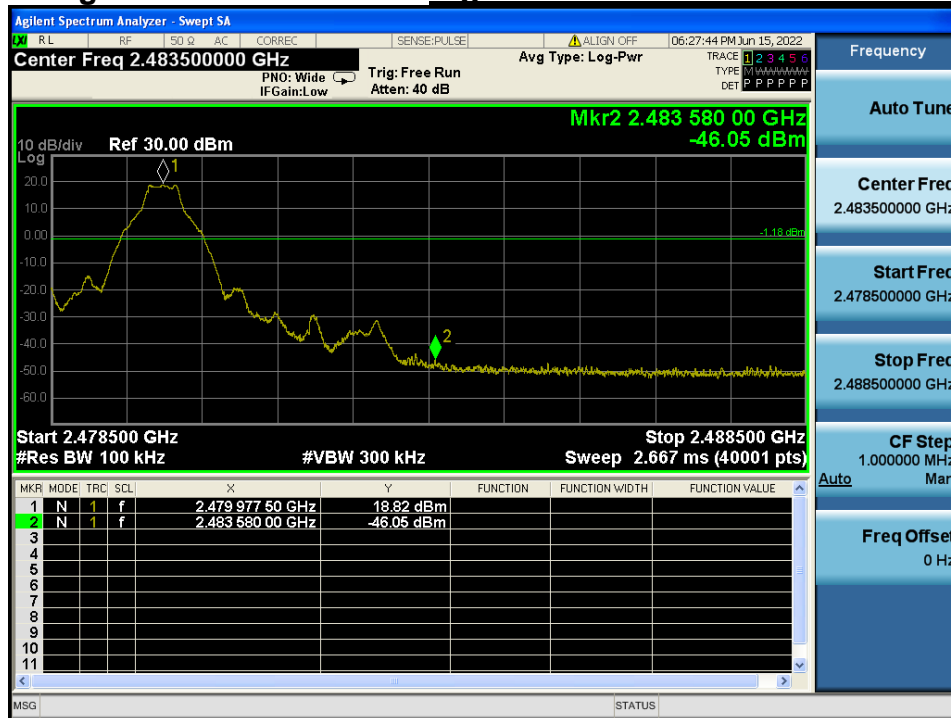 Agilent Spectrum Analyzer - Swept SA
LXI RL RF 50 Ω AC CORREC SENSE:PULSE ALIGN OFF 06:27:44 PM Jun 15, 2022
Center Freq 2.483500000 GHz
PNO: Wide
IFGain:Low
Trig: Free Run
Atten: 40 dB
Avg Type: Log-Pwr
TRACE 1 2 3 4 5 6
TYPE M
DET P P P P P P
Mkr2 2.483 580 00 GHz
-46.05 dBm
10 dB/div Ref 30.00 dBm
Log
1
20.0
10.0
0.00
-1.18 dBm
-10.0
-20.0
-30.0
-40.0
2
-50.0
-60.0
Start 2.478500 GHz Stop 2.488500 GHz
#Res BW 100 kHz #VBW 300 kHz Sweep 2.667 ms (40001 pts)
MKR MODE TRC SCL X Y FUNCTION FUNCTION WIDTH FUNCTION VALUE
1 N 1 f 2.479 977 50 GHz 18.82 dBm
2 N 1 f 2.483 580 00 GHz -46.05 dBm
3
4
5
6
7
8
9
10
11
MSG STATUS
Frequency
Auto Tune
Center Freq
2.483500000 GHz
Start Freq
2.478500000 GHz
Stop Freq
2.488500000 GHz
CF Step
1.000000 MHz
Auto Man
Freq Offset
0 Hz